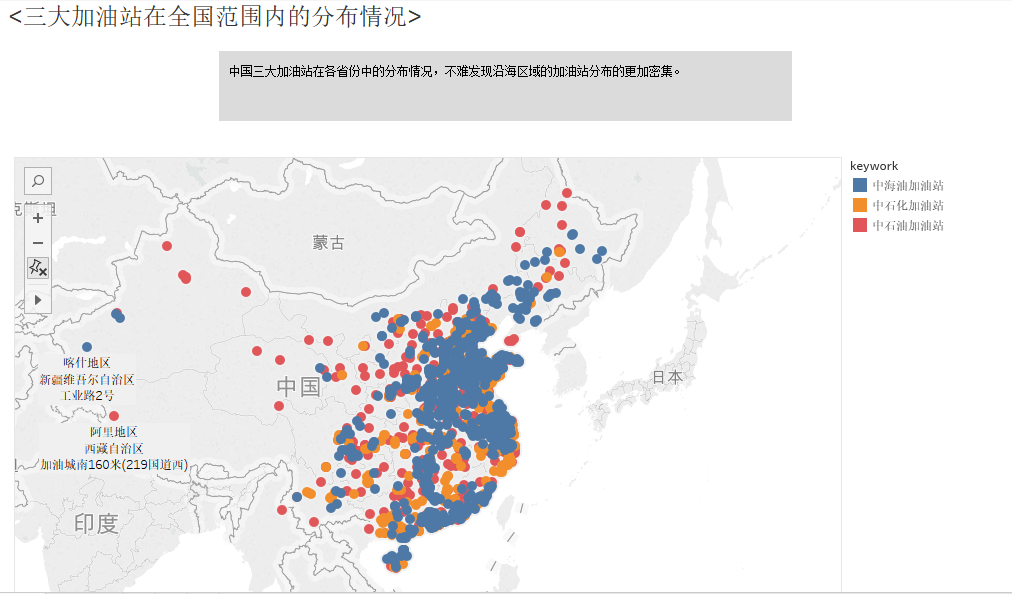 <三大加油站在全国范围内的分布情况>
中国三大加油站在各省份中的分布情况，不难发现沿海区域的加油站分布的更加密集。
keywork
中海油加油站
中石化加油站
中石油加油站
蒙古
喀什地区
新疆维吾尔自治区
工业路2号
中国
日本
阿里地区
西藏自治区
加油城南160米(219国道西)
印度